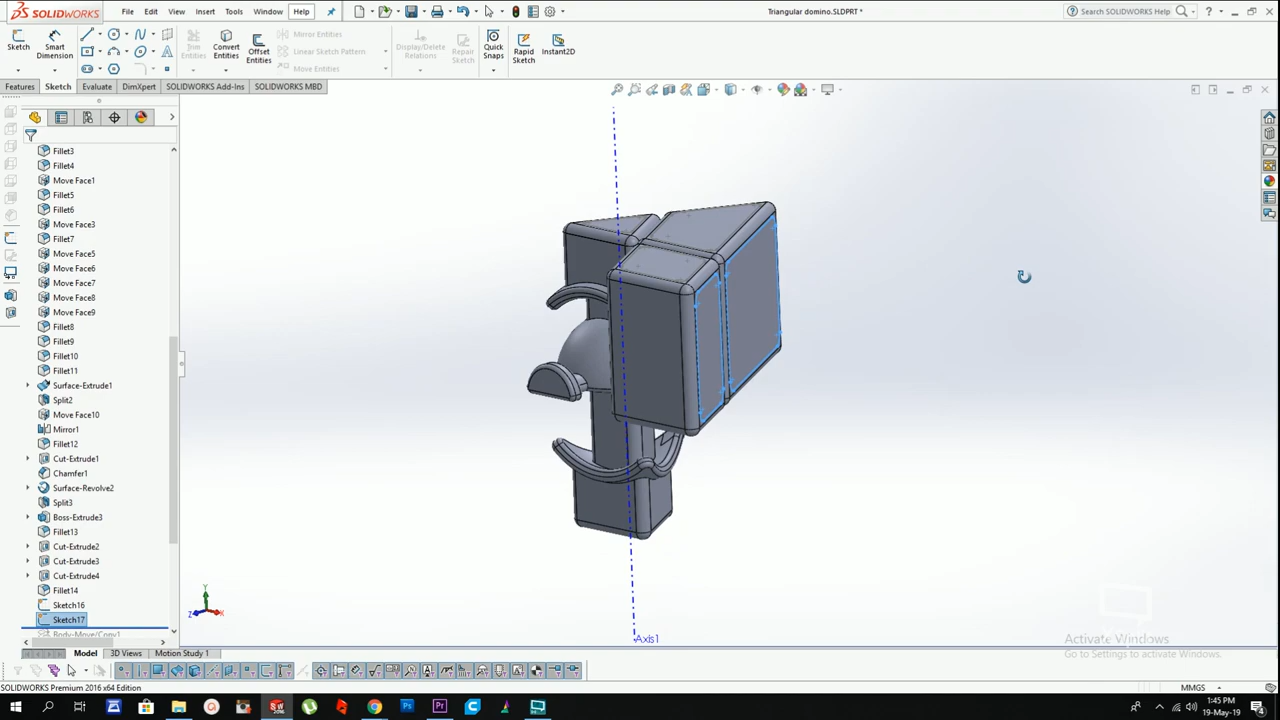 SOLIDWORKS File Edit View Insert Tools Window Help Triangular domino.SLDPRT * Search SOLIDWORKS Help
Sketch Smart Dimension Trim Entities Convert Entities Offset Entities Mirror Entities Linear Sketch Pattern Move Entities Display/Delete Relations Repair Sketch Quick Snaps Rapid Sketch Instant2D
Features Sketch Evaluate DimXpert SOLIDWORKS Add-Ins SOLIDWORKS MBD
Fillet3
Fillet4
Move Face1
Fillet5
Fillet6
Move Face3
Fillet7
Move Face5
Move Face6
Move Face7
Move Face8
Move Face9
Fillet8
Fillet9
Fillet10
Fillet11
Surface-Extrude1
Split2
Move Face10
Mirror1
Fillet12
Cut-Extrude1
Chamfer1
Surface-Revolve2
Split3
Boss-Extrude3
Fillet13
Cut-Extrude2
Cut-Extrude3
Cut-Extrude4
Fillet14
Sketch16
Sketch17
Body-Move/Copy1
Y
Z X
Axis1
Activate Windows
Go to Settings to activate Windows.
Model 3D Views Motion Study 1
SOLIDWORKS Premium 2016 x64 Edition MMGS
1:45 PM
19-May-19